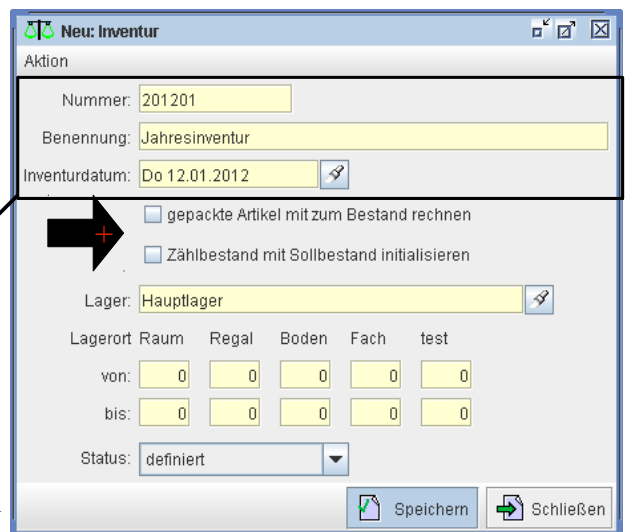 Neu: Inventur
Aktion
Nummer: 201201
Benennung: Jahresinventur
Inventurdatum: Do 12.01.2012
gepackte Artikel mit zum Bestand rechnen
Zählbestand mit Sollbestand initialisieren
Lager: Hauptlager
Lagerort Raum Regal Boden Fach test
von: 0 0 0 0 0
bis: 0 0 0 0 0
Status: definiert
Speichern Schließen